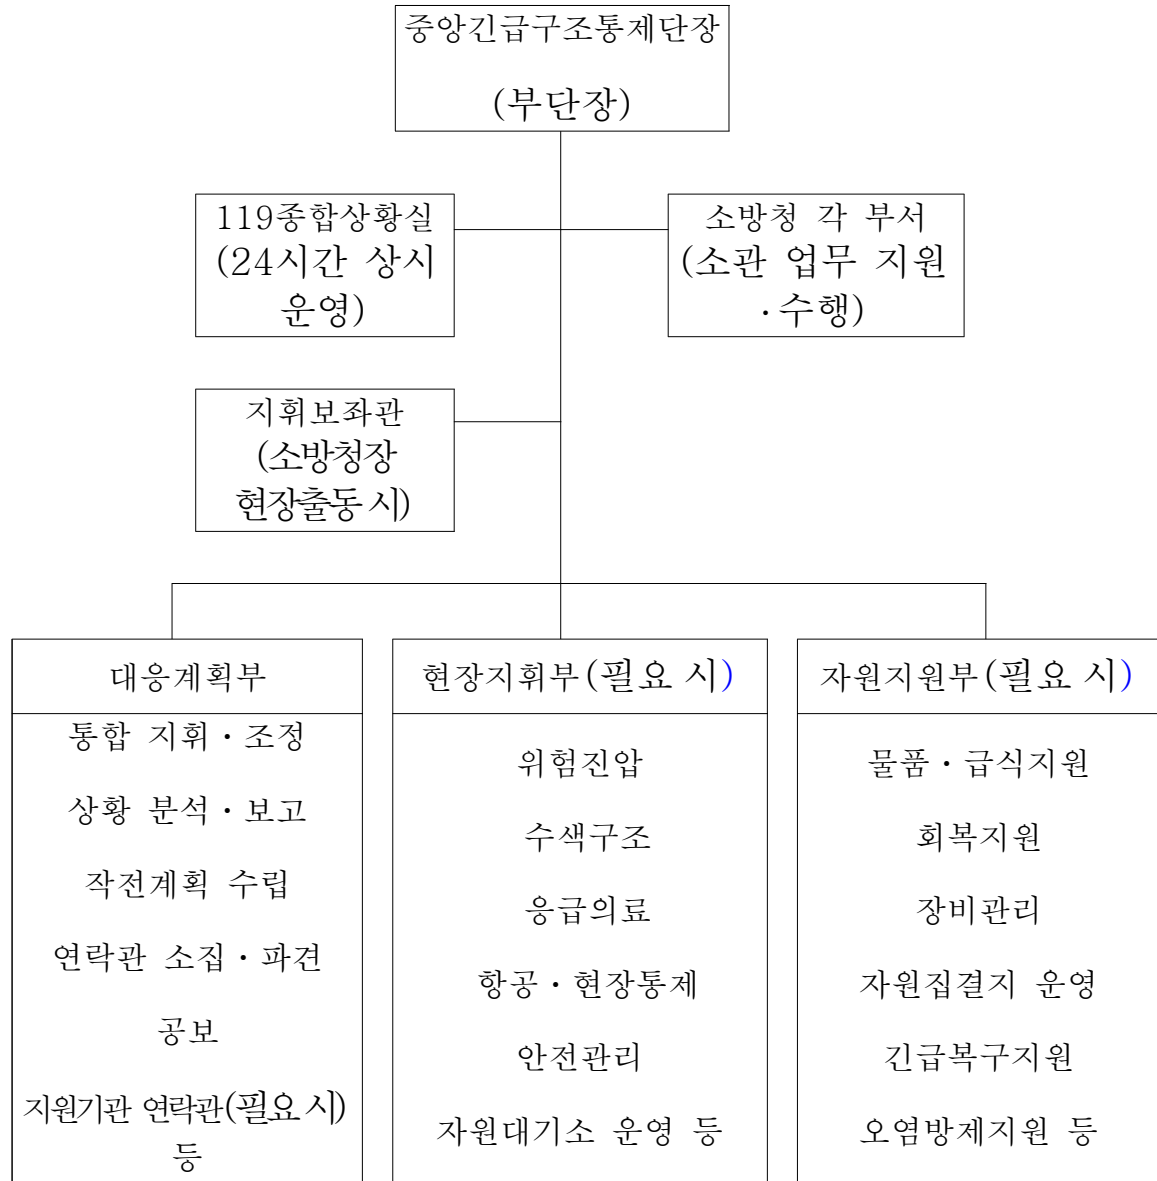 중앙긴급구조통제단장
(부단장)
119종합상황실
(24시간 상시
운영)
소방청 각 부서
(소관 업무 지원
·수행)
지휘보좌관
(소방청장
현장출동 시)
대응계획부
통합 지휘·조정
상황 분석·보고
작전계획 수립
연락관 소집·파견
공보
지원기관 연락관(필요 시)
등
현장지휘부(필요 시)
위험진압
수색구조
응급의료
항공·현장통제
안전관리
자원대기소 운영 등
자원지원부(필요 시)
물품·급식지원
회복지원
장비관리
자원집결지 운영
긴급복구지원
오염방제지원 등